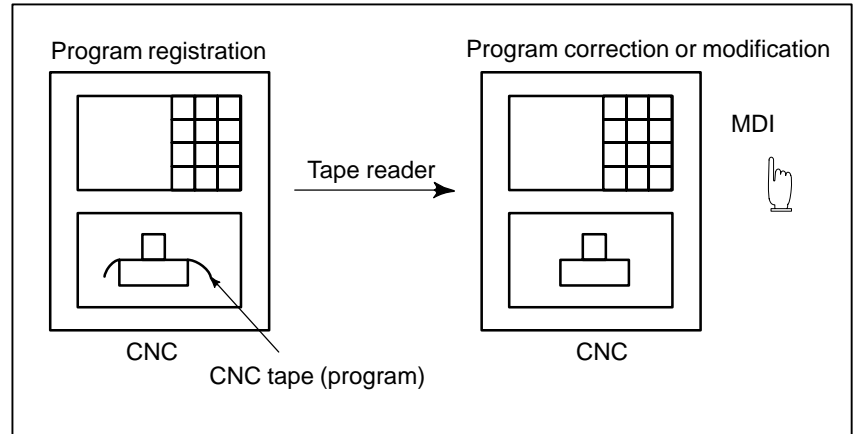 Program registration
Program correction or modification
MDI
Tape reader
CNC
CNC
CNC tape (program)